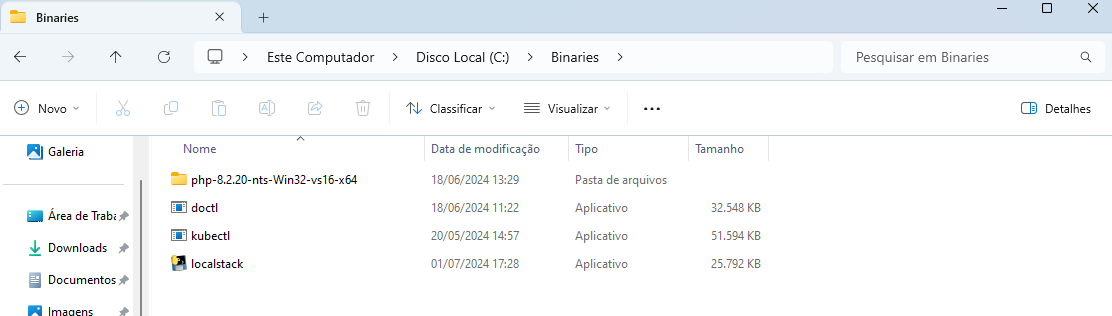 Binaries
Este Computador Disco Local (C:) Binaries Pesquisar em Binaries
Novo Classificar Visualizar Detalhes
Galeria Nome Data de modificação Tipo Tamanho
php-8.2.20-nts-Win32-vs16-x64 18/06/2024 13:29 Pasta de arquivos
Área de Traba doctl 18/06/2024 11:22 Aplicativo 32.548 KB
Downloads kubectl 20/05/2024 14:57 Aplicativo 51.594 KB
Documentos localstack 01/07/2024 17:28 Aplicativo 25.792 KB
Imagens